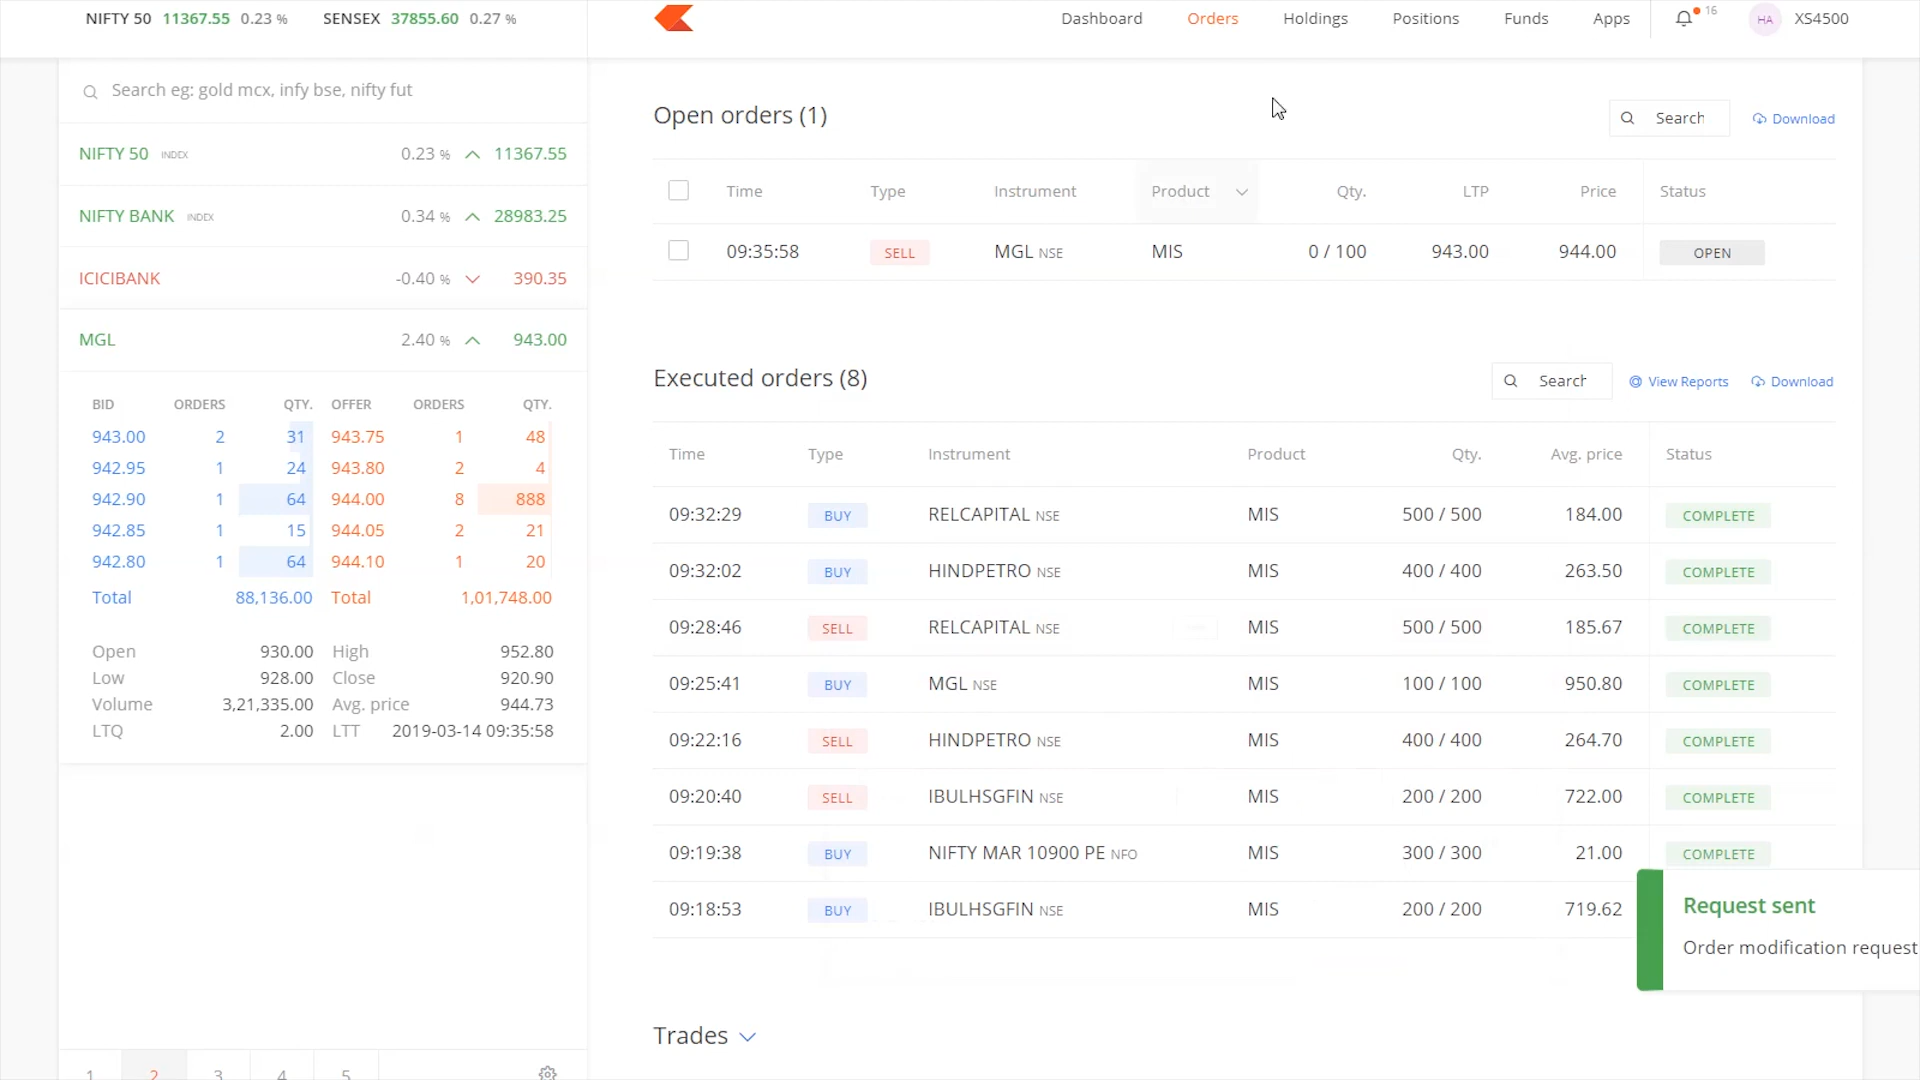 NIFTY 50 11367.55 0.23 % SENSEX 37855.60 0.27 %
Dashboard Orders Holdings Positions Funds Apps 16 HA XS4500
Search eg: gold mcx, infy bse, nifty fut
NIFTY 50 INDEX 0.23 % 11367.55
NIFTY BANK INDEX 0.34 % 28983.25
ICICIBANK -0.40 % 390.35
MGL 2.40 % 943.00
BID ORDERS QTY. OFFER ORDERS QTY.
943.00 2 31 943.75 1 48
942.95 1 24 943.80 2 4
942.90 1 64 944.00 8 888
942.85 1 15 944.05 2 21
942.80 1 64 944.10 1 20
Total 88,136.00 Total 1,01,748.00
Open 930.00 High 952.80
Low 928.00 Close 920.90
Volume 3,21,335.00 Avg. price 944.73
LTQ 2.00 LTT 2019-03-14 09:35:58
1 2 3 4 5
Open orders (1) Search Download
Time Type Instrument Product Qty. LTP Price Status
09:35:58 SELL MGL NSE MIS 0 / 100 943.00 944.00 OPEN
Executed orders (8) Search View Reports Download
Time Type Instrument Product Qty. Avg. price Status
09:32:29 BUY RELCAPITAL NSE MIS 500 / 500 184.00 COMPLETE
09:32:02 BUY HINDPETRO NSE MIS 400 / 400 263.50 COMPLETE
09:28:46 SELL RELCAPITAL NSE MIS 500 / 500 185.67 COMPLETE
09:25:41 BUY MGL NSE MIS 100 / 100 950.80 COMPLETE
09:22:16 SELL HINDPETRO NSE MIS 400 / 400 264.70 COMPLETE
09:20:40 SELL IBULHSGFIN NSE MIS 200 / 200 722.00 COMPLETE
09:19:38 BUY NIFTY MAR 10900 PE NFO MIS 300 / 300 21.00 COMPLETE
09:18:53 BUY IBULHSGFIN NSE MIS 200 / 200 719.62
Request sent
Order modification request
Trades